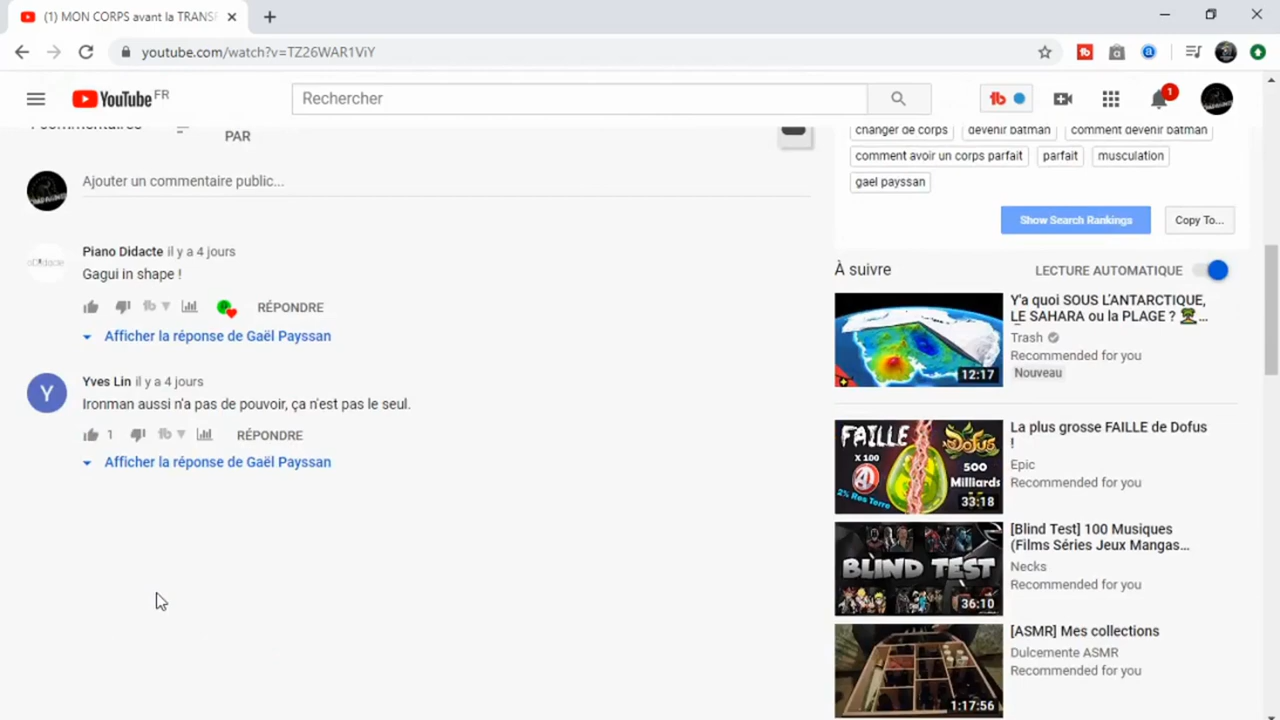 (1) MON CORPS avant la TRANSF
youtube.com/watch?v=TZ26WAR1ViY
YouTube FR
Rechercher
1
commentaires
PAR
Ajouter un commentaire public...
Piano Didacte il y a 4 jours
Gagui in shape !
RÉPONDRE
Afficher la réponse de Gaël Payssan
Y
Yves Lin il y a 4 jours
Ironman aussi n'a pas de pouvoir, ça n'est pas le seul.
1
RÉPONDRE
Afficher la réponse de Gaël Payssan
changer de corps devenir batman comment devenir batman
comment avoir un corps parfait parfait musculation
gael payssan
Show Search Rankings Copy To...
À suivre LECTURE AUTOMATIQUE
12:17
Y'a quoi SOUS L'ANTARCTIQUE,
LE SAHARA ou la PLAGE ? ...
Trash
Recommended for you
Nouveau
FAILLE DOFUS
X 100
500
Milliards
2% Res Terre
33:18
La plus grosse FAILLE de Dofus
!
Epic
Recommended for you
BLIND TEST
36:10
[Blind Test] 100 Musiques
(Films Séries Jeux Mangas...
Necks
Recommended for you
1:17:56
[ASMR] Mes collections
Dulcemente ASMR
Recommended for you